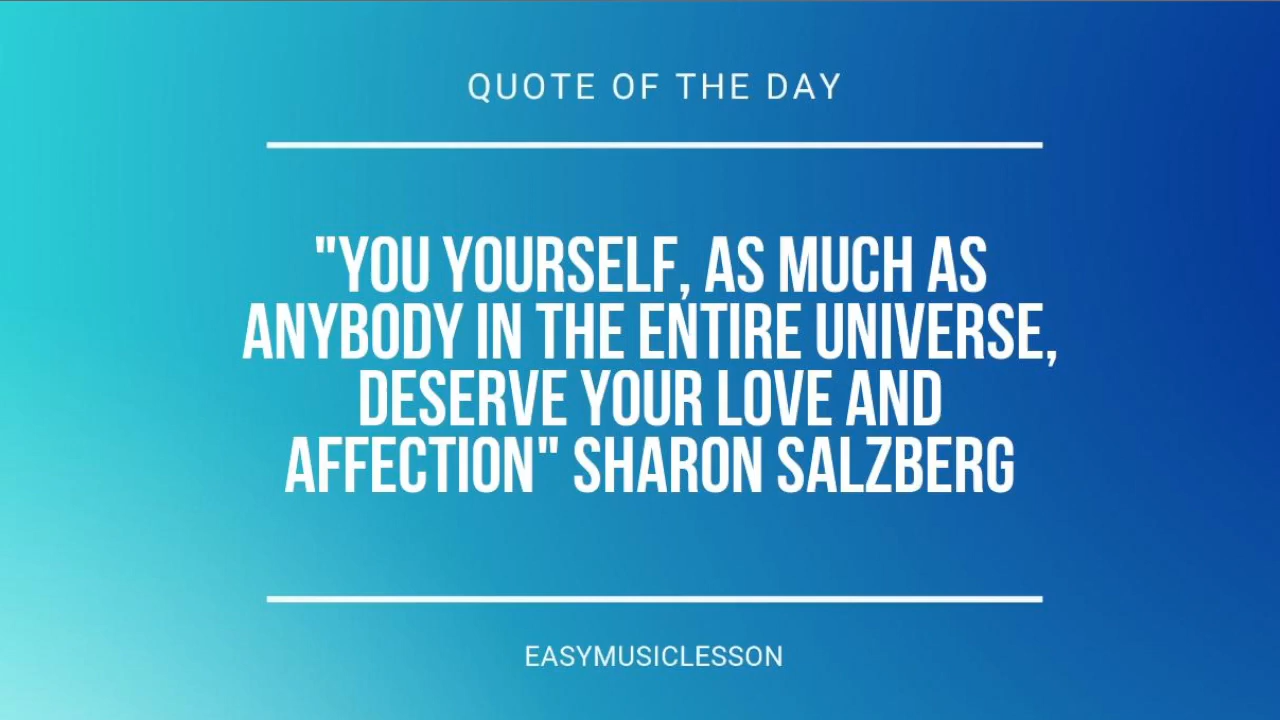 QUOTE OF THE DAY
"YOU YOURSELF, AS MUCH AS
ANYBODY IN THE ENTIRE UNIVERSE,
DESERVE YOUR LOVE AND
AFFECTION" SHARON SALZBERG
EASYMUSICLESSON